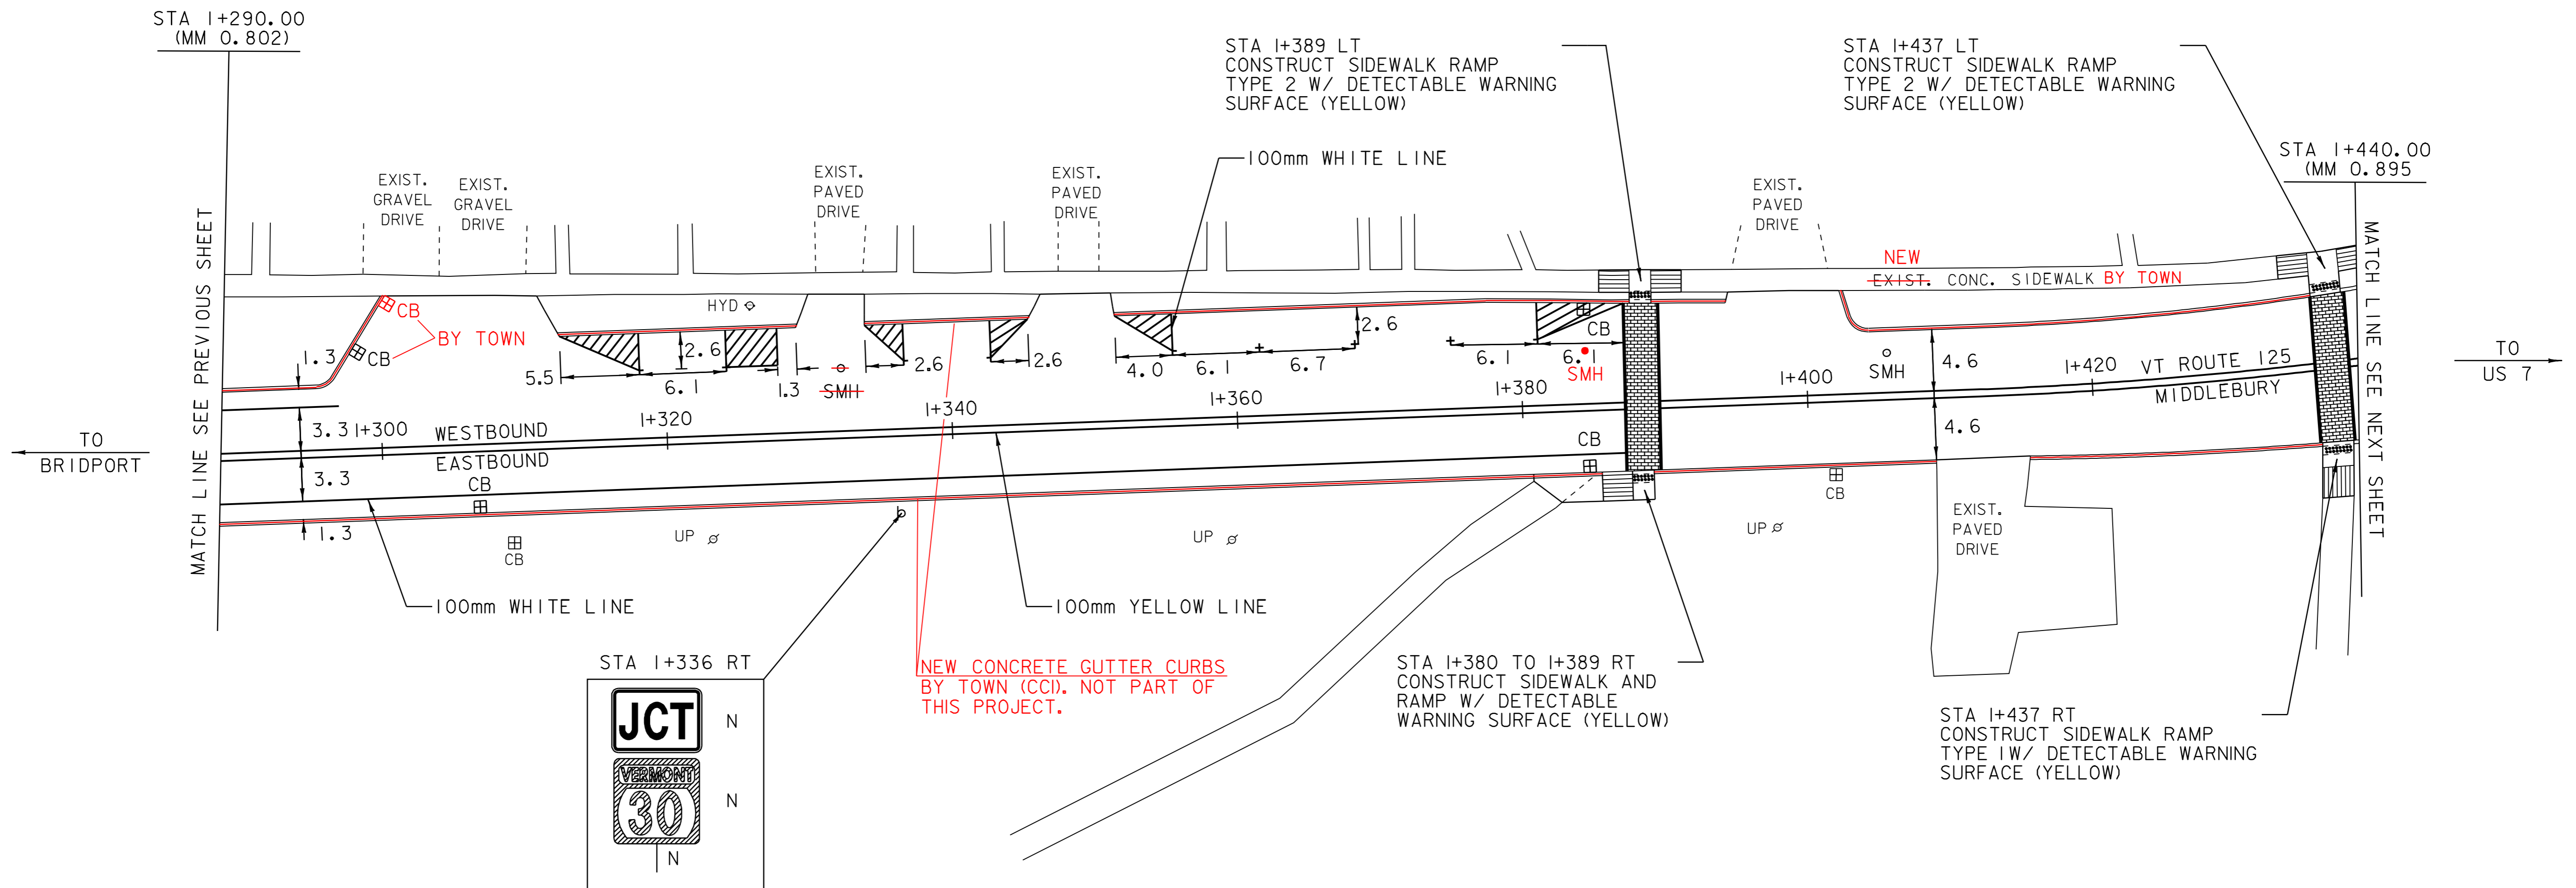 STA 1+290.00
(MM 0.802)
STA 1+389 LT
CONSTRUCT SIDEWALK RAMP
TYPE 2 W/ DETECTABLE WARNING
SURFACE (YELLOW)
STA 1+437 LT
CONSTRUCT SIDEWALK RAMP
TYPE 2 W/ DETECTABLE WARNING
SURFACE (YELLOW)
STA 1+440.00
(MM 0.895
100mm WHITE LINE
EXIST.
GRAVEL
DRIVE
EXIST.
GRAVEL
DRIVE
EXIST.
PAVED
DRIVE
EXIST.
PAVED
DRIVE
EXIST.
PAVED
DRIVE
MATCH LINE SEE PREVIOUS SHEET
MATCH LINE SEE NEXT SHEET
NEW
EXIST. CONC. SIDEWALK BY TOWN
HYD
CB
CB
BY TOWN
1.3
5.5
6.1
2.6
1.3
SMH
2.6
2.6
4.0
6.1
6.7
2.6
6.1
6.1
CB
SMH
SMH
4.6
4.6
3.3
3.3
1.3
1+300
1+320
1+340
1+360
1+380
1+400
1+420
VT ROUTE 125
MIDDLEBURY
WESTBOUND
EASTBOUND
TO
BRIDPORT
TO
US 7
CB
CB
CB
CB
UP
UP
UP
EXIST.
PAVED
DRIVE
100mm WHITE LINE
100mm YELLOW LINE
STA 1+336 RT
JCT
N
VERMONT
30
N
N
NEW CONCRETE GUTTER CURBS
BY TOWN (CCI). NOT PART OF
THIS PROJECT.
STA 1+380 TO 1+389 RT
CONSTRUCT SIDEWALK AND
RAMP W/ DETECTABLE
WARNING SURFACE (YELLOW)
STA 1+437 RT
CONSTRUCT SIDEWALK RAMP
TYPE 1 W/ DETECTABLE WARNING
SURFACE (YELLOW)